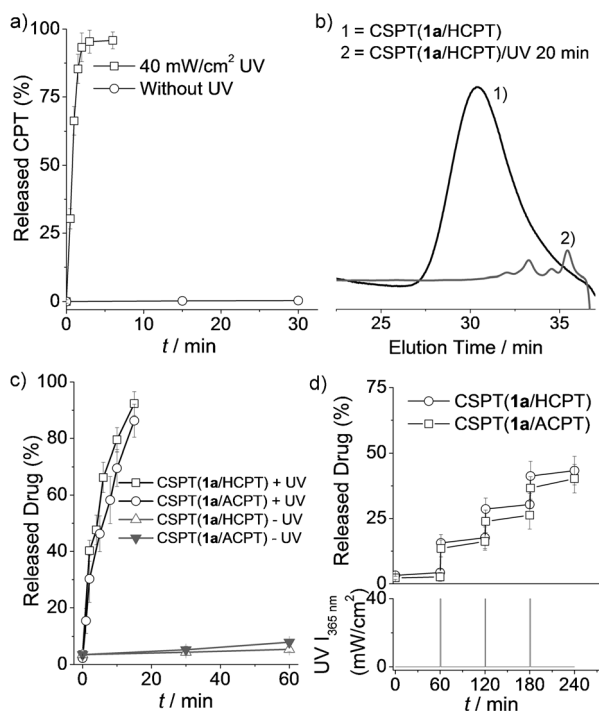 a)
100
75
50
25
0
Released CPT (%)
40 mW/cm² UV
Without UV
0 10 20 30
t / min
b)
1 = CSPT(1a/HCPT)
2 = CSPT(1a/HCPT)/UV 20 min
1)
2)
25 30 35
Elution Time / min
c)
100
80
60
40
20
0
Released Drug (%)
CSPT(1a/HCPT) + UV
CSPT(1a/ACPT) + UV
CSPT(1a/HCPT) - UV
CSPT(1a/ACPT) - UV
0 20 40 60
t / min
d)
75
50
25
0
Released Drug (%)
CSPT(1a/HCPT)
CSPT(1a/ACPT)
40
0
UV I365 nm
(mW/cm²)
0 60 120 180 240
t / min